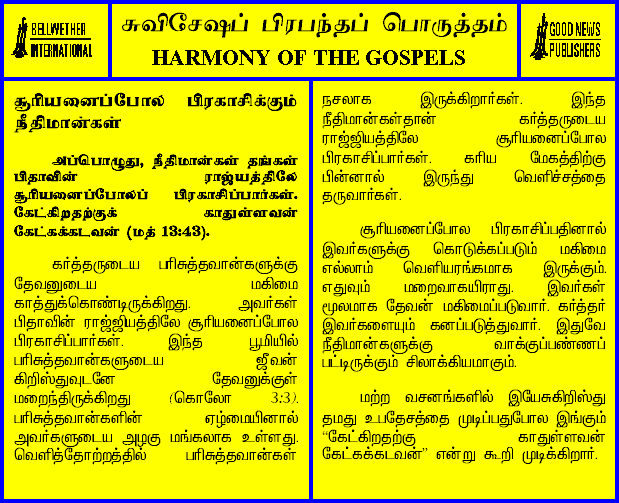 BELLWETHER
INTERNATIONAL
சுவிசேஷப் பிரபந்தப் பொருத்தம்
HARMONY OF THE GOSPELS
GOOD NEWS
PUBLISHERS
சூரியனைப்போல பிரகாசிக்கும்
நீதிமான்கள்
அப்பொழுது, நீதிமான்கள் தங்கள்
பிதாவின் ராஜ்யத்திலே
சூரியனைப்போலப் பிரகாசிப்பார்கள்.
கேட்கிறதற்குக் காதுள்ளவன்
கேட்கக்கடவன் (மத் 13:43).
கர்த்தருடைய பரிசுத்தவான்களுக்கு
தேவனுடைய மகிமை
காத்துக்கொண்டிருக்கிறது. அவர்கள்
பிதாவின் ராஜ்ஜியத்திலே சூரியனைப்போல
பிரகாசிப்பார்கள். இந்த பூமியில்
பரிசுத்தவான்களுடைய ஜீவன்
கிறிஸ்துவுடனே தேவனுக்குள்
மறைந்திருக்கிறது (கொலோ 3:3).
பரிசுத்தவான்களின் ஏழ்மையினால்
அவர்களுடைய அழகு மங்கலாக உள்ளது.
வெளித்தோற்றத்தில் பரிசுத்தவான்கள்
நசலாக இருக்கிறார்கள். இந்த
நீதிமான்கள்தான் கர்த்தருடைய
ராஜ்ஜியத்திலே சூரியனைப்போல
பிரகாசிப்பார்கள். கரிய மேகத்திற்கு
பின்னால் இருந்து வெளிச்சத்தை
தருவார்கள்.
சூரியனைப்போல பிரகாசிப்பதினால்
இவர்களுக்கு கொடுக்கப்படும் மகிமை
எல்லாம் வெளியரங்கமாக இருக்கும்.
எதுவும் மறைவாகயிராது. இவர்கள்
மூலமாக தேவன் மகிமைப்படுவார். கர்த்தர்
இவர்களையும் கனப்படுத்துவார். இதுவே
நீதிமான்களுக்கு வாக்குப்பண்ணப்
பட்டிருக்கும் சிலாக்கியமாகும்.
மற்ற வசனங்களில் இயேசுகிறிஸ்து
தமது உபதேசத்தை முடிப்பதுபோல இங்கும்
“கேட்கிறதற்கு காதுள்ளவன்
கேட்கக்கடவன்” என்று கூறி முடிக்கிறார்.